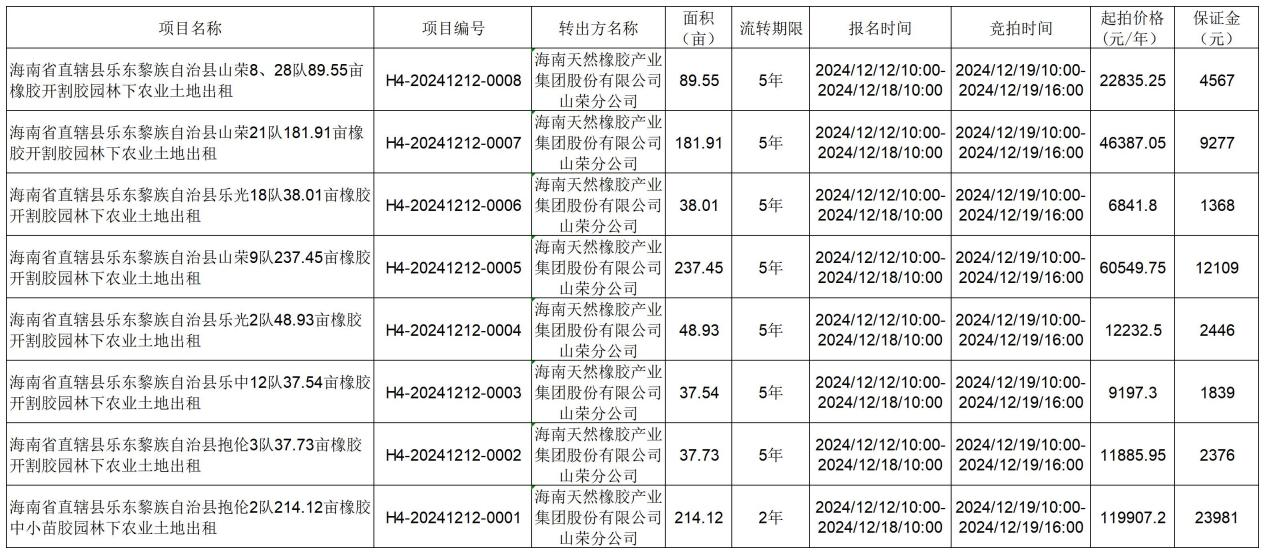 项目名称 项目编号 转出方名称 面积（亩） 流转期限 报名时间 竞拍时间 起拍价格(元/年） 保证金（元）
海南省直辖县乐东黎族自治县山荣8、28队89.55亩
橡胶开割胶园林下农业土地出租
H4-20241212-0008
海南天然橡胶产业
集团股份有限公司
山荣分公司
89.55
5年
2024/12/12/10:00-
2024/12/18/10:00
2024/12/19/10:00-
2024/12/19/16:00
22835.25
4567
海南省直辖县乐东黎族自治县山荣21队181.91亩橡
胶开割胶园林下农业土地出租
H4-20241212-0007
海南天然橡胶产业
集团股份有限公司
山荣分公司
181.91
5年
2024/12/12/10:00-
2024/12/18/10:00
2024/12/19/10:00-
2024/12/19/16:00
46387.05
9277
海南省直辖县乐东黎族自治县乐光18队38.01亩橡胶
开割胶园林下农业土地出租
H4-20241212-0006
海南天然橡胶产业
集团股份有限公司
山荣分公司
38.01
5年
2024/12/12/10:00-
2024/12/18/10:00
2024/12/19/10:00-
2024/12/19/16:00
6841.8
1368
海南省直辖县乐东黎族自治县山荣9队237.45亩橡胶
开割胶园林下农业土地出租
H4-20241212-0005
海南天然橡胶产业
集团股份有限公司
山荣分公司
237.45
5年
2024/12/12/10:00-
2024/12/18/10:00
2024/12/19/10:00-
2024/12/19/16:00
60549.75
12109
海南省直辖县乐东黎族自治县乐光2队48.93亩橡胶
开割胶园林下农业土地出租
H4-20241212-0004
海南天然橡胶产业
集团股份有限公司
山荣分公司
48.93
5年
2024/12/12/10:00-
2024/12/18/10:00
2024/12/19/10:00-
2024/12/19/16:00
12232.5
2446
海南省直辖县乐东黎族自治县乐中12队37.54亩橡胶
开割胶园林下农业土地出租
H4-20241212-0003
海南天然橡胶产业
集团股份有限公司
山荣分公司
37.54
5年
2024/12/12/10:00-
2024/12/18/10:00
2024/12/19/10:00-
2024/12/19/16:00
9197.3
1839
海南省直辖县乐东黎族自治县抱伦3队37.73亩橡胶
开割胶园林下农业土地出租
H4-20241212-0002
海南天然橡胶产业
集团股份有限公司
山荣分公司
37.73
5年
2024/12/12/10:00-
2024/12/18/10:00
2024/12/19/10:00-
2024/12/19/16:00
11885.95
2376
海南省直辖县乐东黎族自治县抱伦2队214.12亩橡胶
中小苗胶园林下农业土地出租
H4-20241212-0001
海南天然橡胶产业
集团股份有限公司
山荣分公司
214.12
2年
2024/12/12/10:00-
2024/12/18/10:00
2024/12/19/10:00-
2024/12/19/16:00
119907.2
23981